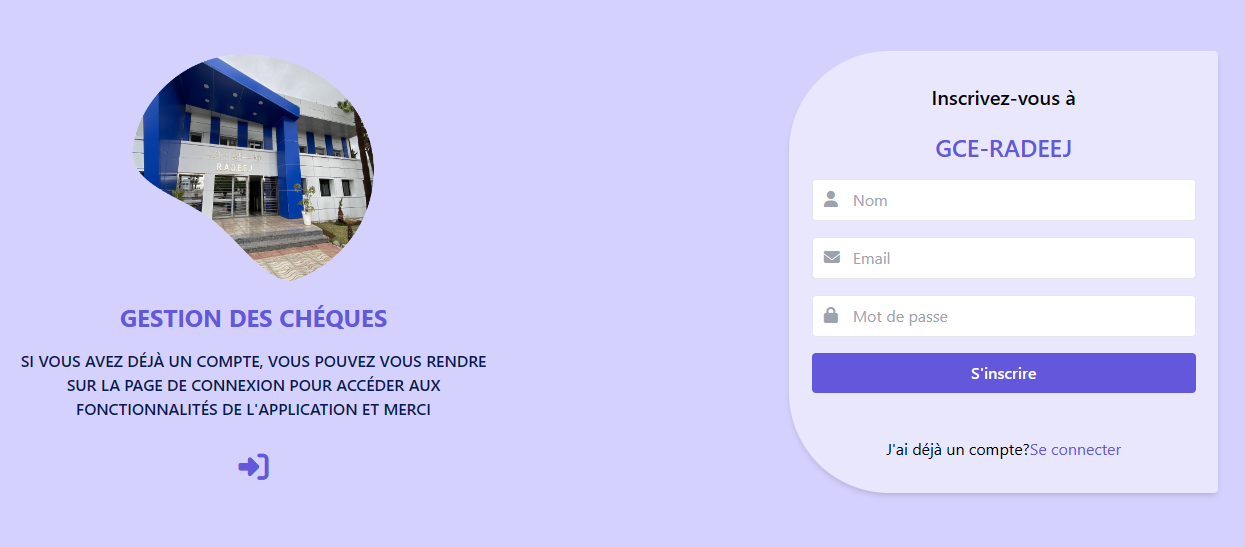 RADEEJ
GESTION DES CHÉQUES
SI VOUS AVEZ DÉJÀ UN COMPTE, VOUS POUVEZ VOUS RENDRE
SUR LA PAGE DE CONNEXION POUR ACCÉDER AUX
FONCTIONNALITÉS DE L'APPLICATION ET MERCI
Inscrivez-vous à
GCE-RADEEJ
Nom
Email
Mot de passe
S'inscrire
J'ai déjà un compte?Se connecter